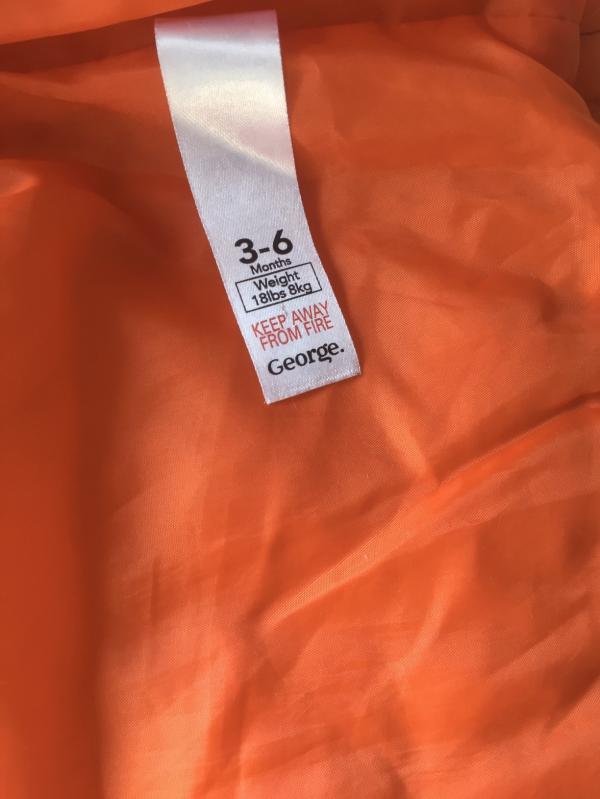 3-6
Months
Weight
18lbs 8kg
KEEP AWAY
FROM FIRE
George.